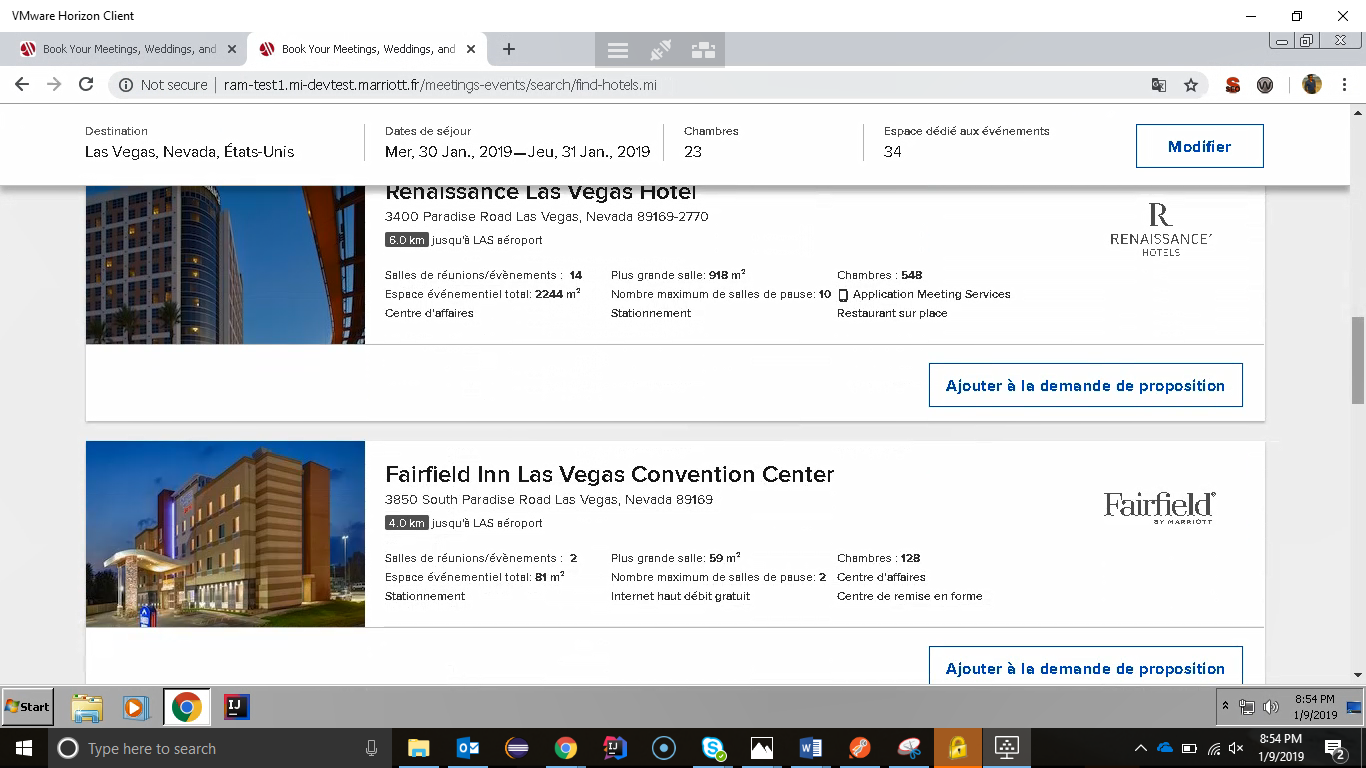 VMware Horizon Client
Book Your Meetings, Weddings, and
Book Your Meetings, Weddings, and
Not secure | ram-test1.mi-devtest.marriott.fr/meetings-events/search/find-hotels.mi
Destination
Las Vegas, Nevada, États-Unis
Dates de séjour
Mer, 30 Jan., 2019—Jeu, 31 Jan., 2019
Chambres
23
Espace dédié aux événements
34
Modifier
Renaissance Las Vegas Hotel
3400 Paradise Road Las Vegas, Nevada 89169-2770
6.0 km jusqu'à LAS aéroport
Salles de réunions/évènements : 14
Plus grande salle: 918 m²
Chambres : 548
Espace événementiel total: 2244 m²
Nombre maximum de salles de pause: 10
Application Meeting Services
Centre d'affaires
Stationnement
Restaurant sur place
R
RENAISSANCE
HOTELS
Ajouter à la demande de proposition
Fairfield Inn Las Vegas Convention Center
3850 South Paradise Road Las Vegas, Nevada 89169
4.0 km jusqu'à LAS aéroport
Salles de réunions/évènements : 2
Plus grande salle: 59 m²
Chambres : 128
Espace événementiel total: 81 m²
Nombre maximum de salles de pause: 2
Centre d'affaires
Stationnement
Internet haut débit gratuit
Centre de remise en forme
Fairfield
BY MARRIOTT
Ajouter à la demande de proposition
Start
8:54 PM
1/9/2019
Type here to search
8:54 PM
1/9/2019
2